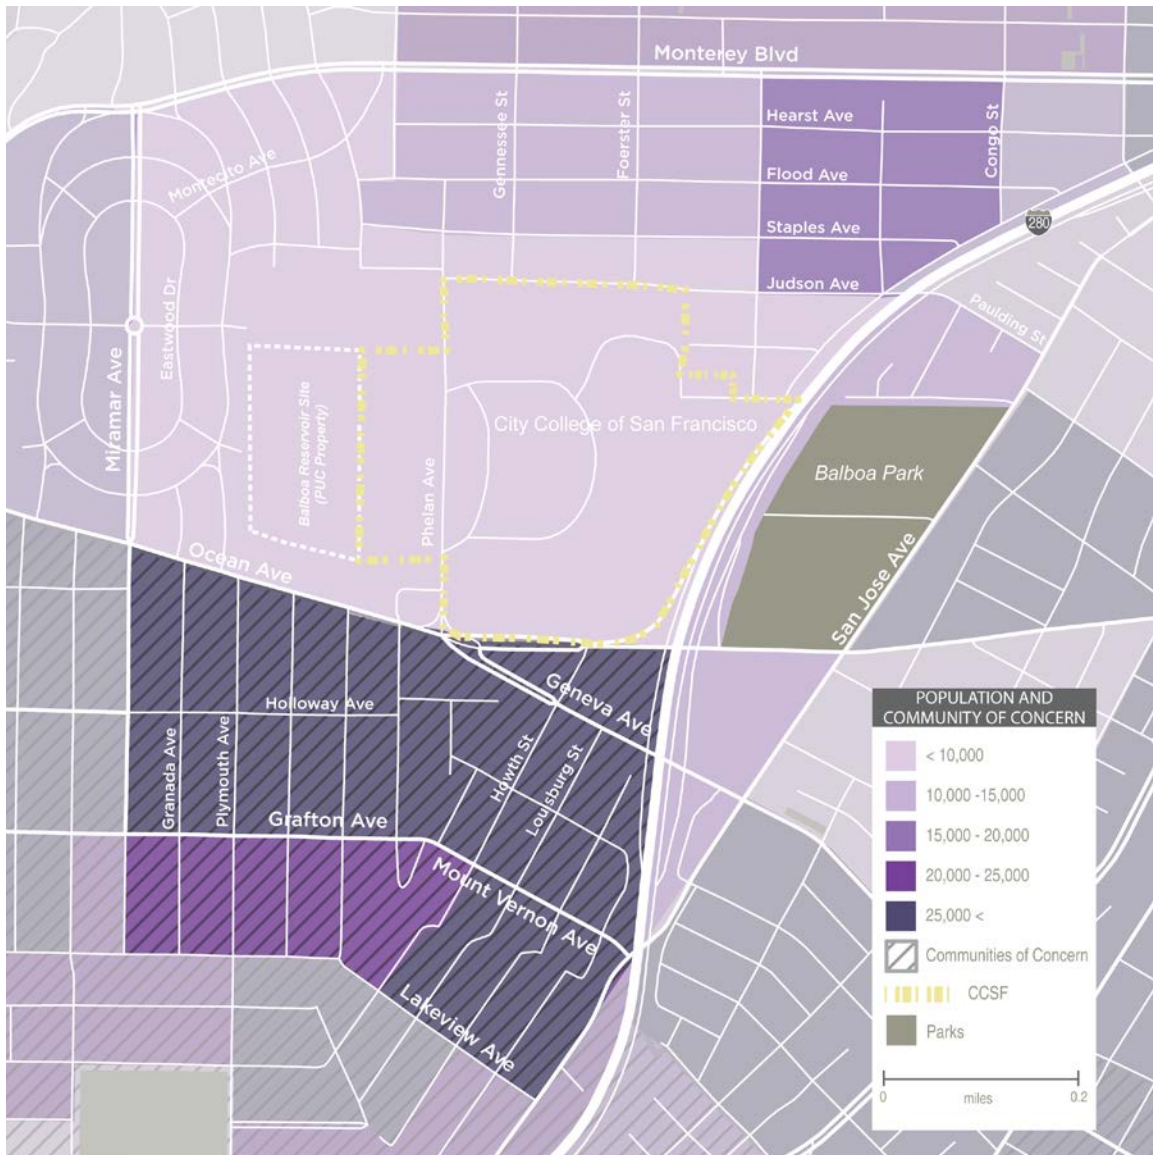 Monterey Blvd
Gennessee St
Foerster St
Hearst Ave
Congo St
Montecito Ave
Flood Ave
Staples Ave
280
Judson Ave
Paulding St
Eastwood Dr
Miramar Ave
Balboa Reservoir Site
(PUC Property)
City College of San Francisco
Phelan Ave
Balboa Park
San Jose Ave
Ocean Ave
Geneva Ave
Holloway Ave
Granada Ave
Plymouth Ave
Howth St
Louisburg St
Grafton Ave
Mount Vernon Ave
Lakeview Ave
POPULATION AND
COMMUNITY OF CONCERN
< 10,000
10,000 -15,000
15,000 - 20,000
20,000 - 25,000
25,000 <
Communities of Concern
CCSF
Parks
0 miles 0.2